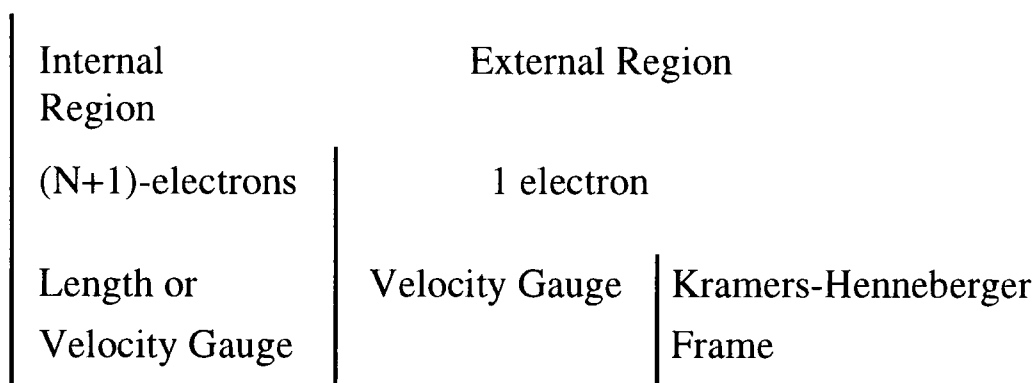 Internal
Region
External Region
(N+1)-electrons
1 electron
Length or
Velocity Gauge
Velocity Gauge
Kramers-Henneberger
Frame